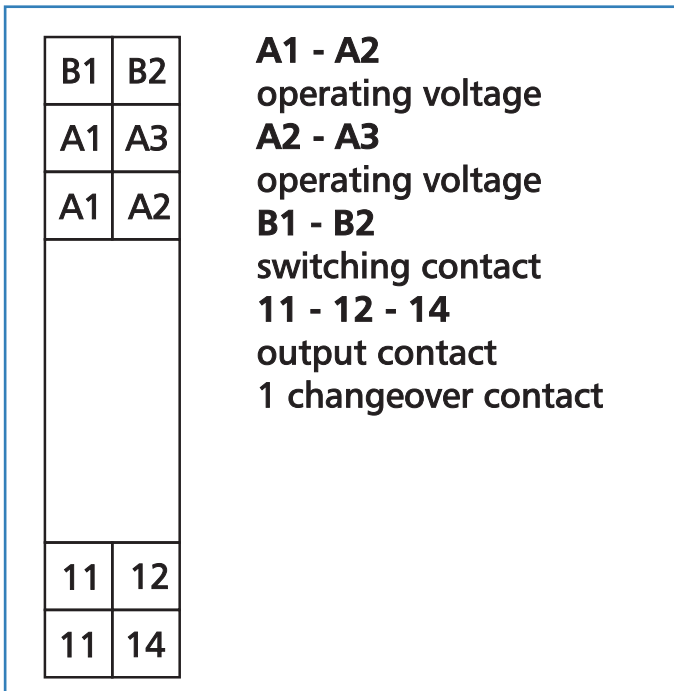 B1 B2
A1 A3
A1 A2
11 12
11 14
A1 - A2
operating voltage
A2 - A3
operating voltage
B1 - B2
switching contact
11 - 12 - 14
output contact
1 changeover contact